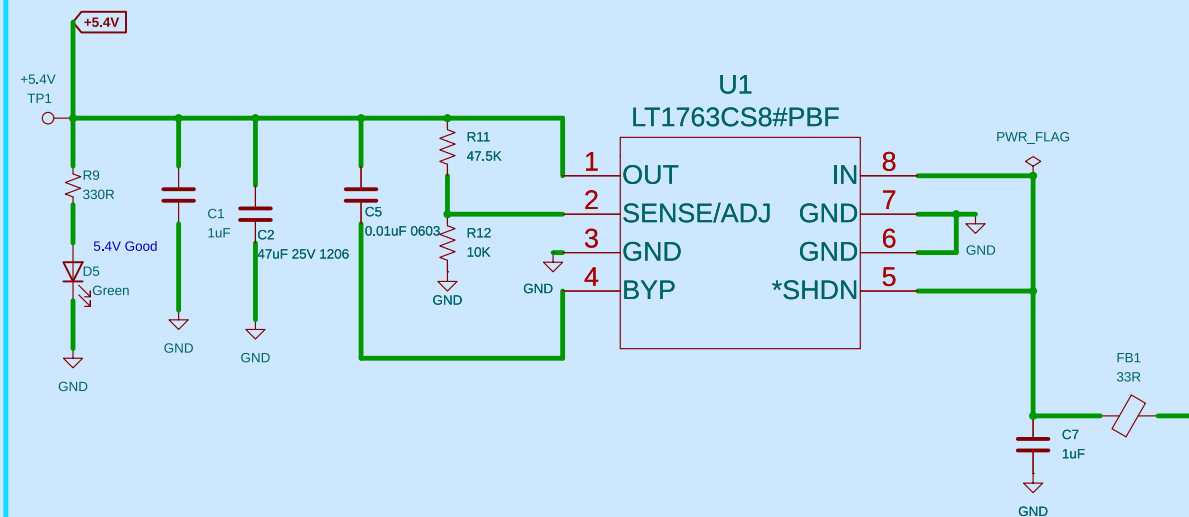 +5.4V
+5.4V
TP1
R9
330R
5.4V Good
D5
Green
GND
C1
1uF
GND
C2
47uF 25V 1206
GND
C5
0.01uF 0603
R11
47.5K
R12
10K
GND
U1
LT1763CS8#PBF
1
OUT
2
SENSE/ADJ
3
GND
4
BYP
GND
IN
8
GND
7
GND
6
*SHDN
5
GND
PWR_FLAG
FB1
33R
C7
1uF
GND